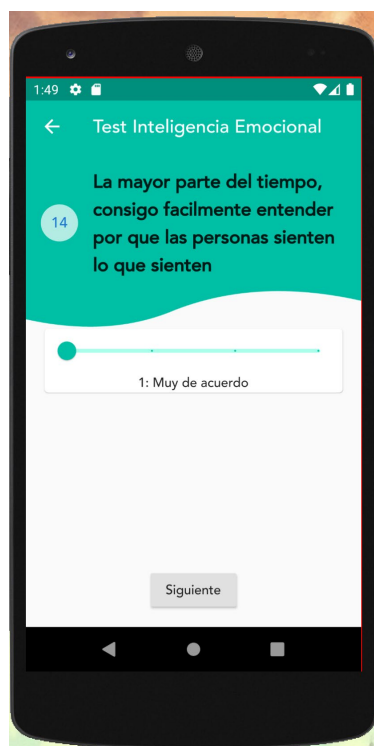 1:49
Test Inteligencia Emocional
14
La mayor parte del tiempo,
consigo facilmente entender
por que las personas sienten
lo que sienten
1: Muy de acuerdo
Siguiente